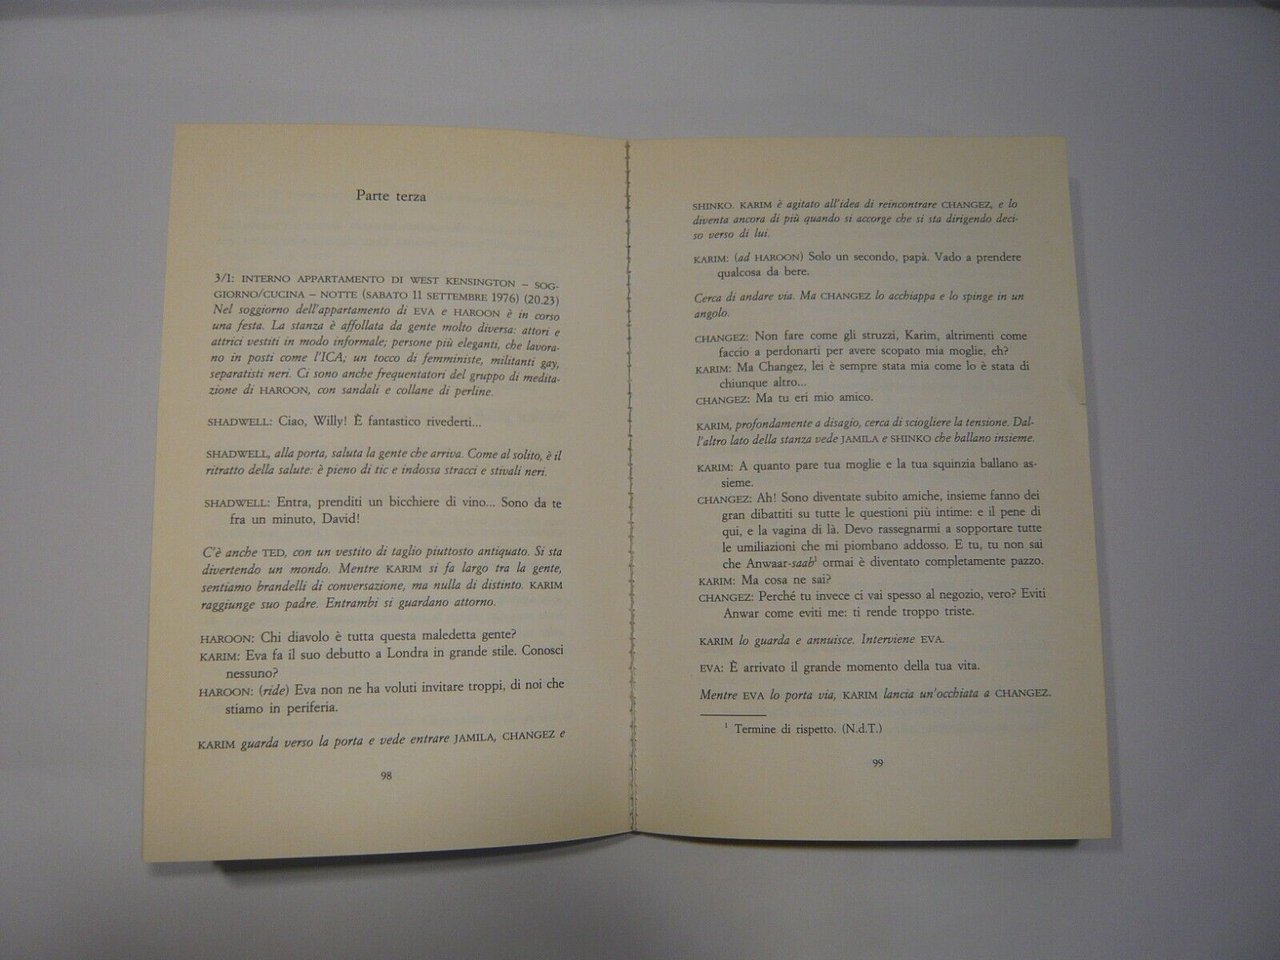 Parte terza
3/1: INTERNO APPARTAMENTO DI WEST KENSINGTON – SOG-
GIORNO/CUCINA – NOTTE (SABATO 11 SETTEMBRE 1976) (20.23)
Nel soggiorno dell'appartamento di EVA e HAROON è in corso
una festa. La stanza è affollata da gente molto diversa: attori e
attrici vestiti in modo informale; persone più eleganti, che lavora-
no in posti come l'ICA; un tocco di femministe, militanti gay,
separatisti neri. Ci sono anche frequentatori del gruppo di medita-
zione di HAROON, con sandali e collane di perline.
SHADWELL: Ciao, Willy! È fantastico rivederti...
SHADWELL, alla porta, saluta la gente che arriva. Come al solito, è il
ritratto della salute: è pieno di tic e indossa stracci e stivali neri.
SHADWELL: Entra, prenditi un bicchiere di vino... Sono da te
fra un minuto, David!
C'è anche TED, con un vestito di taglio piuttosto antiquato. Si sta
divertendo un mondo. Mentre KARIM si fa largo tra la gente,
sentiamo brandelli di conversazione, ma nulla di distinto. KARIM
raggiunge suo padre. Entrambi si guardano attorno.
HAROON: Chi diavolo è tutta questa maledetta gente?
KARIM: Eva fa il suo debutto a Londra in grande stile. Conosci
nessuno?
HAROON: (ride) Eva non ne ha voluti invitare troppi, di noi che
stiamo in periferia.
KARIM guarda verso la porta e vede entrare JAMILA, CHANGEZ e
98
SHINKO. KARIM è agitato all'idea di reincontrare CHANGEZ, e lo
diventa ancora di più quando si accorge che si sta dirigendo deci-
so verso di lui.
KARIM: (ad HAROON) Solo un secondo, papà. Vado a prendere
qualcosa da bere.
Cerca di andare via. Ma CHANGEZ lo acchiappa e lo spinge in un
angolo.
CHANGEZ: Non fare come gli struzzi, Karim, altrimenti come
faccio a perdonarti per avere scopato mia moglie, eh?
KARIM: Ma Changez, lei è sempre stata mia come lo è stata di
chiunque altro...
CHANGEZ: Ma tu eri mio amico.
KARIM, profondamente a disagio, cerca di sciogliere la tensione. Dal-
l'altro lato della stanza vede JAMILA e SHINKO che ballano insieme.
KARIM: A quanto pare tua moglie e la tua squinzia ballano as-
sieme.
CHANGEZ: Ah! Sono diventate subito amiche, insieme fanno dei
gran dibattiti su tutte le questioni più intime: e il pene di
qui, e la vagina di là. Devo rassegnarmi a sopportare tutte
le umiliazioni che mi piombano addosso. E tu, tu non sai
che Anwaar-saab¹ ormai è diventato completamente pazzo.
KARIM: Ma cosa ne sai?
CHANGEZ: Perché tu invece ci vai spesso al negozio, vero? Eviti
Anwar come eviti me: ti rende troppo triste.
KARIM lo guarda e annuisce. Interviene EVA.
EVA: È arrivato il grande momento della tua vita.
Mentre EVA lo porta via, KARIM lancia un'occhiata a CHANGEZ.
¹ Termine di rispetto. (N.d.T.)
99